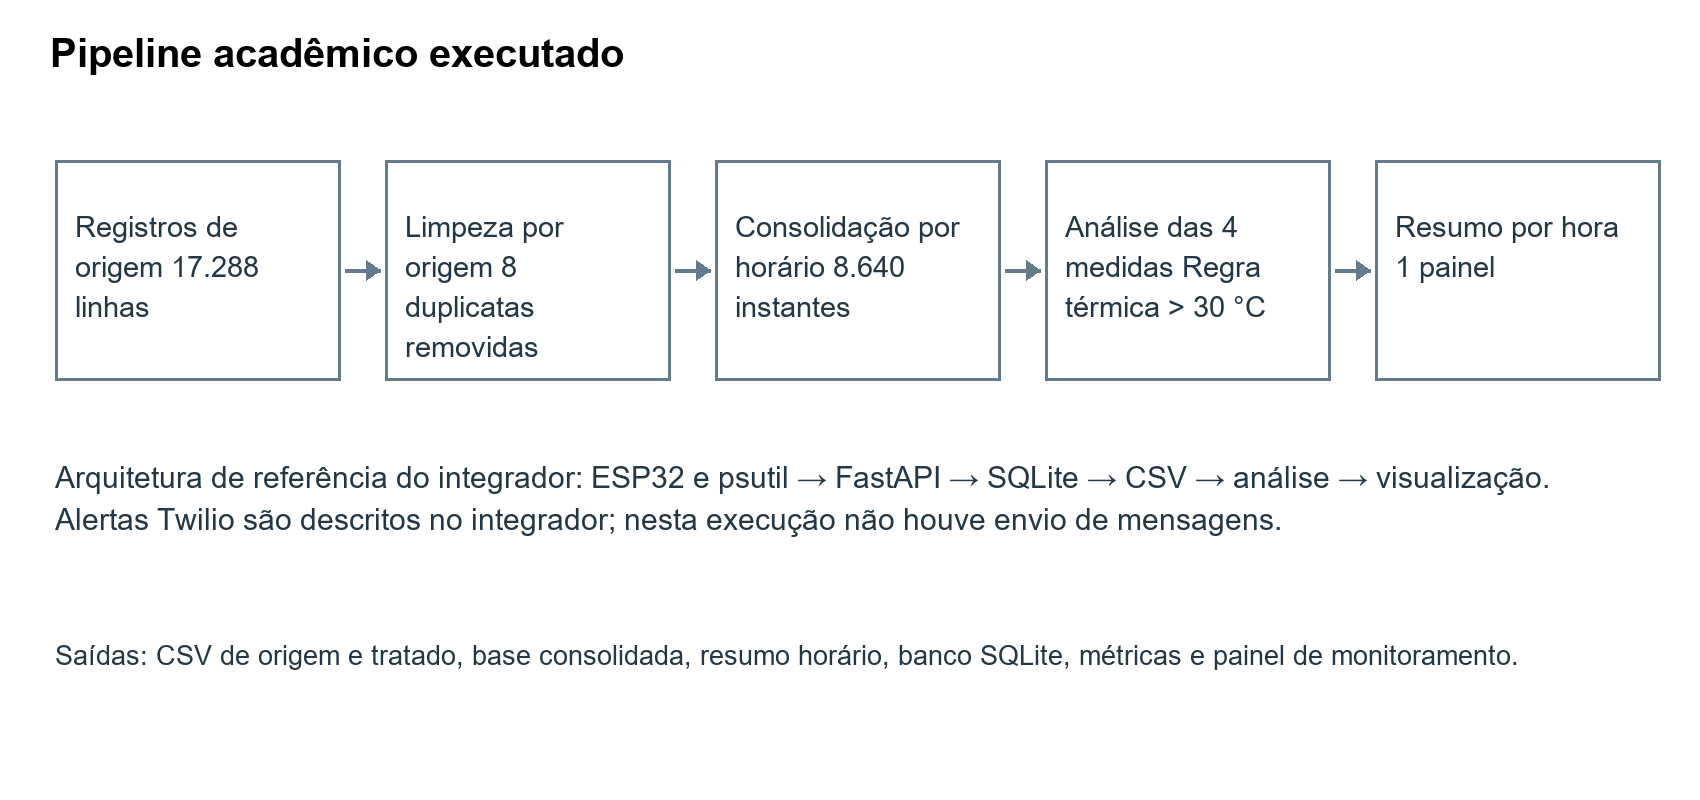 Pipeline acadêmico executado
Registros de
origem 17.288
linhas
Limpeza por
origem 8
duplicatas
removidas
Consolidação por
horário 8.640
instantes
Análise das 4
medidas Regra
térmica > 30 °C
Resumo por hora
1 painel
Arquitetura de referência do integrador: ESP32 e psutil → FastAPI → SQLite → CSV → análise → visualização.
Alertas Twilio são descritos no integrador; nesta execução não houve envio de mensagens.
Saídas: CSV de origem e tratado, base consolidada, resumo horário, banco SQLite, métricas e painel de monitoramento.